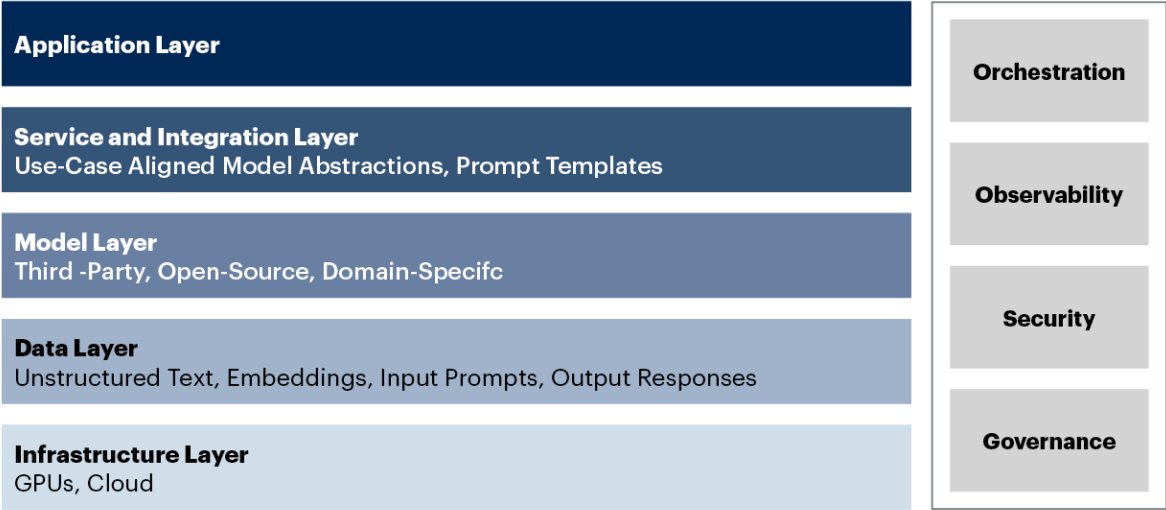 Application Layer
Service and Integration Layer
Use-Case Aligned Model Abstractions, Prompt Templates
Model Layer
Third -Party, Open-Source, Domain-Specifc
Data Layer
Unstructured Text, Embeddings, Input Prompts, Output Responses
Infrastructure Layer
GPUs, Cloud
Orchestration
Observability
Security
Governance